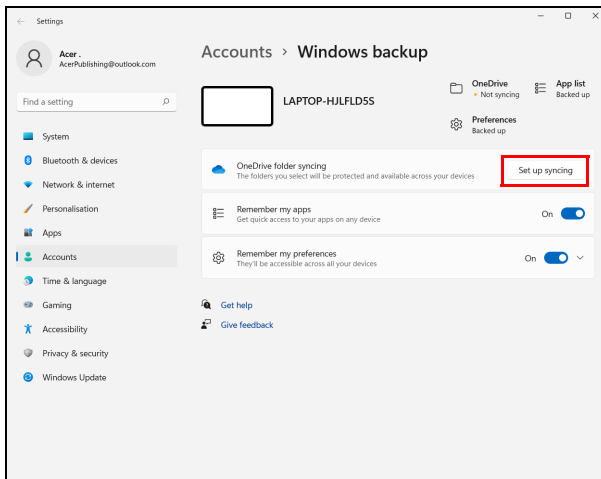 Settings
Acer .
AcerPublishing@outlook.com
Find a setting
System
Bluetooth & devices
Network & internet
Personalisation
Apps
Accounts
Time & language
Gaming
Accessibility
Privacy & security
Windows Update
Accounts > Windows backup
LAPTOP-HJLFLD5S
OneDrive
• Not syncing
App list
Backed up
Preferences
Backed up
OneDrive folder syncing
The folders you select will be protected and available across your devices
Set up syncing
Remember my apps
Get quick access to your apps on any device
On
Remember my preferences
They'll be accessible across all your devices
On
Get help
Give feedback